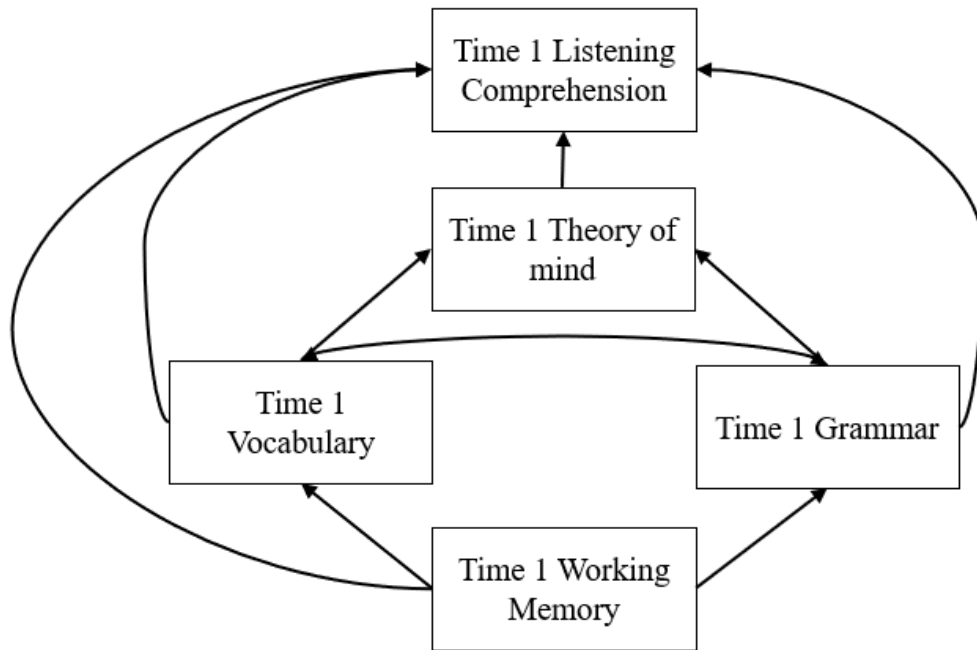 Time 1 Listening
Comprehension
Time 1 Theory of
mind
Time 1
Vocabulary
Time 1 Grammar
Time 1 Working
Memory